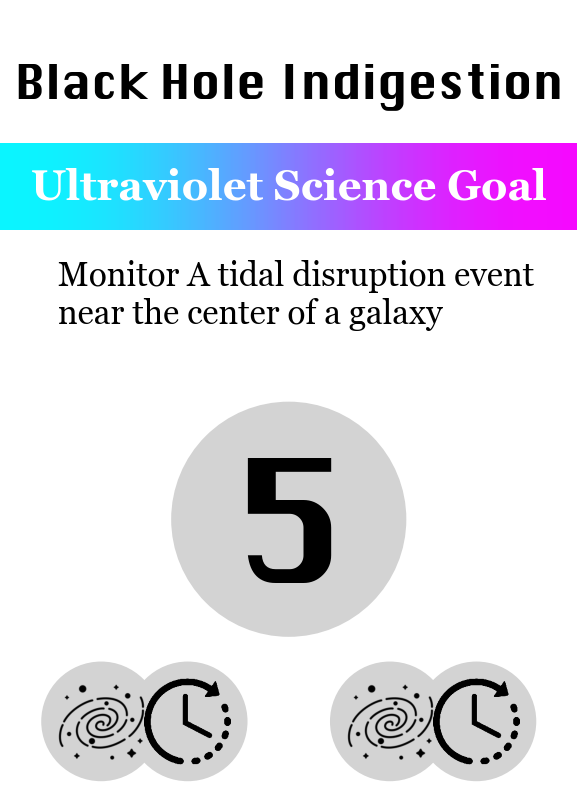 Black Hole Indigestion
Ultraviolet Science Goal
Monitor A tidal disruption event
near the center of a galaxy
5